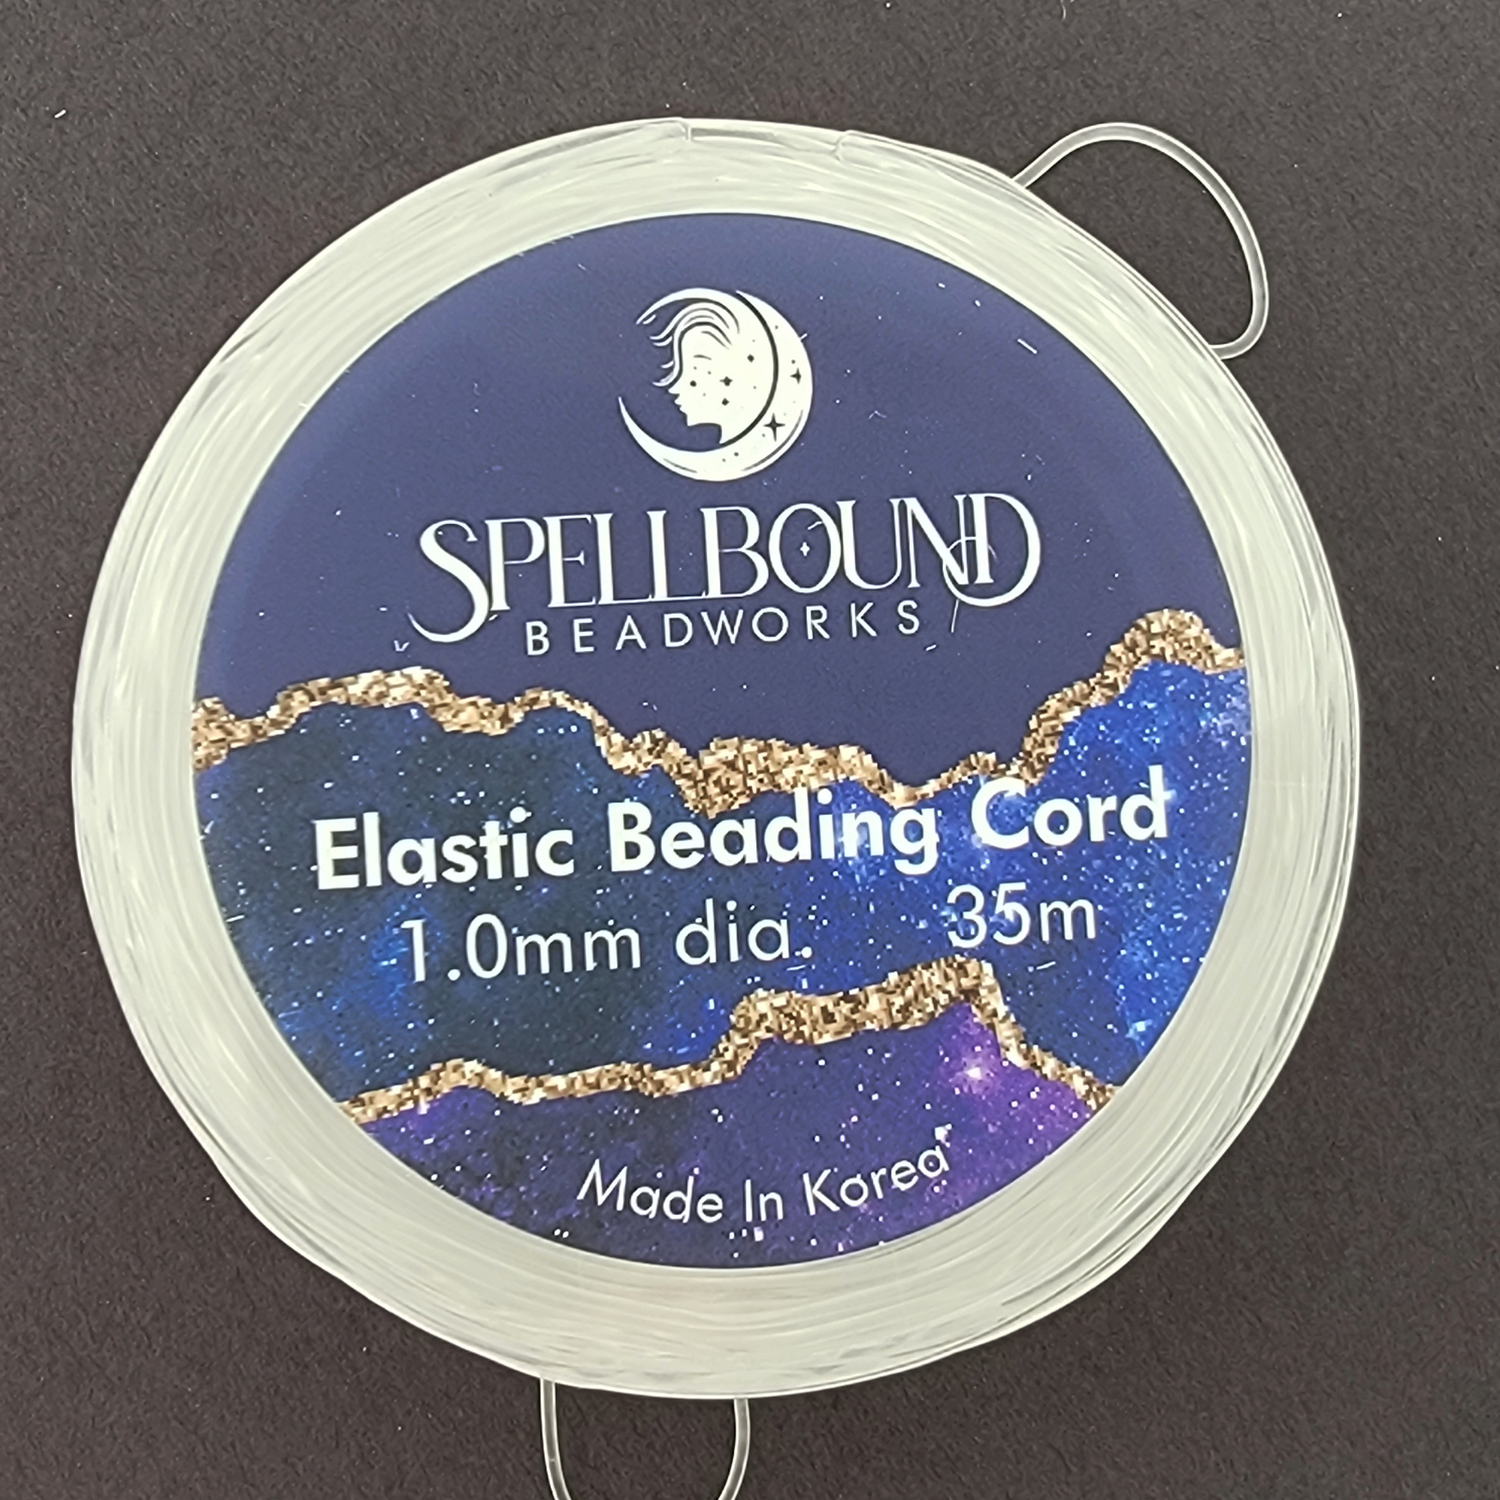 SPELLBOUND
BEADWORKS
Elastic Beading Cord
1.0mm dia. 35m
Made In Korea